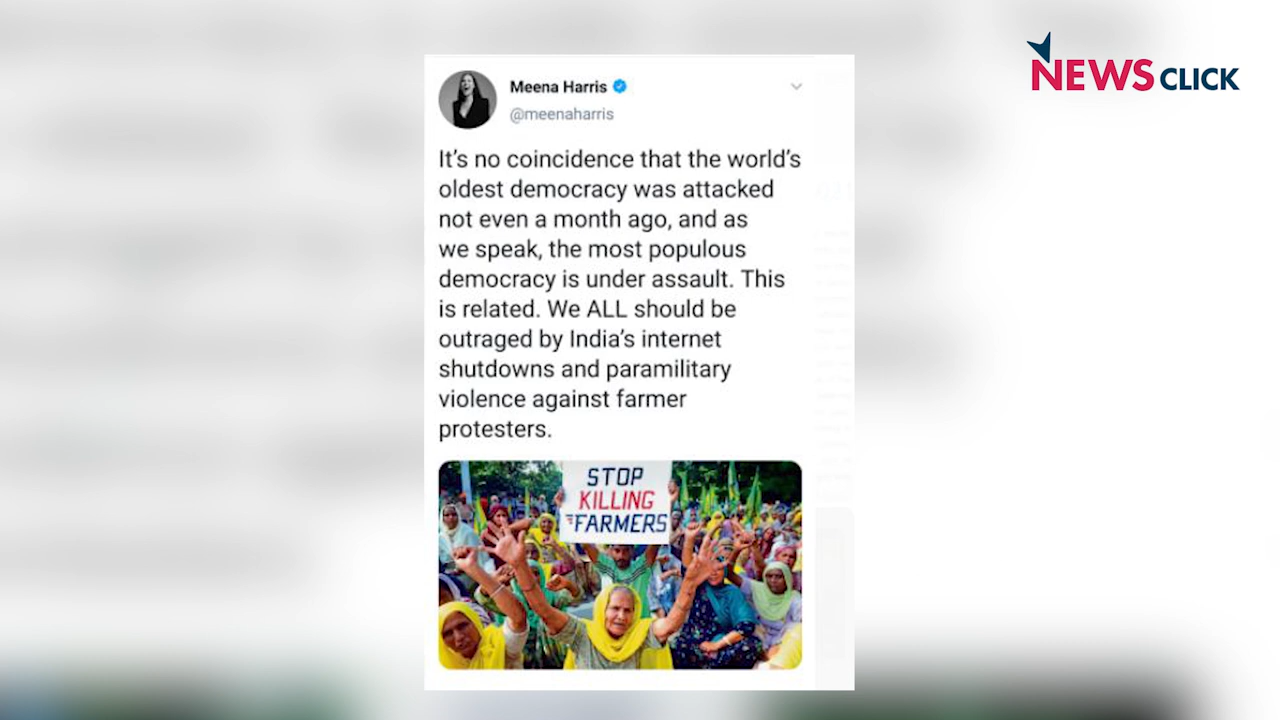 NEWS CLICK
Meena Harris
@meenaharris
It's no coincidence that the world's
oldest democracy was attacked
not even a month ago, and as
we speak, the most populous
democracy is under assault. This
is related. We ALL should be
outraged by India's internet
shutdowns and paramilitary
violence against farmer
protesters.
STOP
KILLING
FARMERS